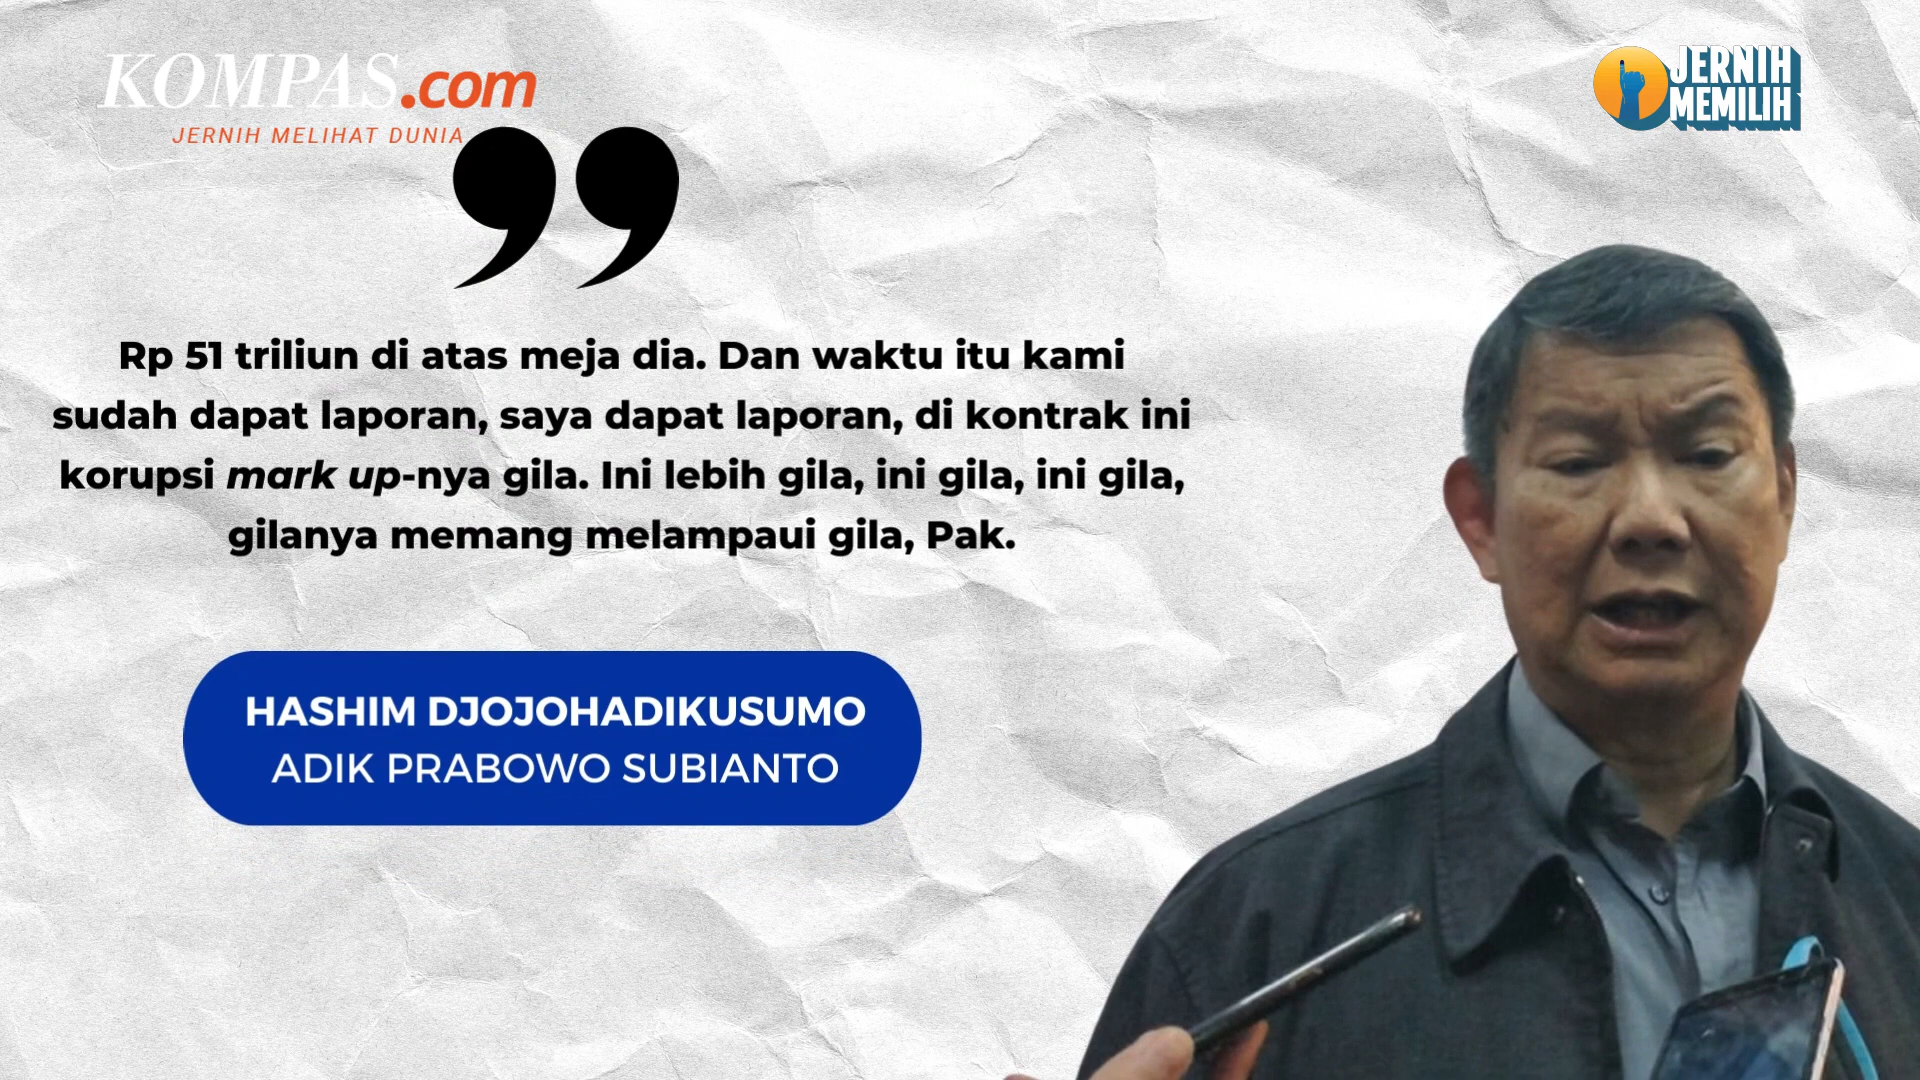 KOMPAS.com
JERNIH MELIHAT DUNIA
JERNIH
MEMILIH
Rp 51 triliun di atas meja dia. Dan waktu itu kami
sudah dapat laporan, saya dapat laporan, di kontrak ini
korupsi mark up-nya gila. Ini lebih gila, ini gila, ini gila,
gilanya memang melampaui gila, Pak.
HASHIM DJOJOHADIKUSUMO
ADIK PRABOWO SUBIANTO